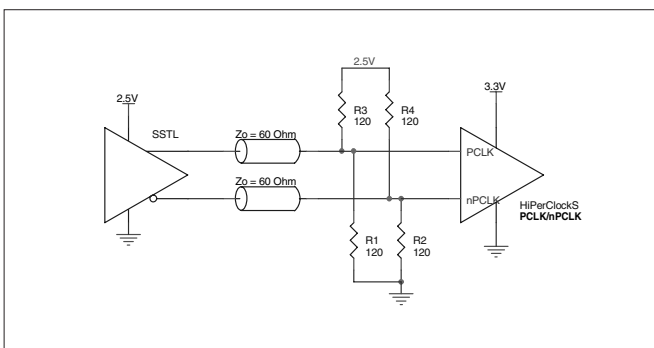 2.5V
3.3V
2.5V
R3
120
R4
120
SSTL
Zo = 60 Ohm
PCLK
Zo = 60 Ohm
nPCLK
HiPerClockS
PCLK/nPCLK
R1
120
R2
120